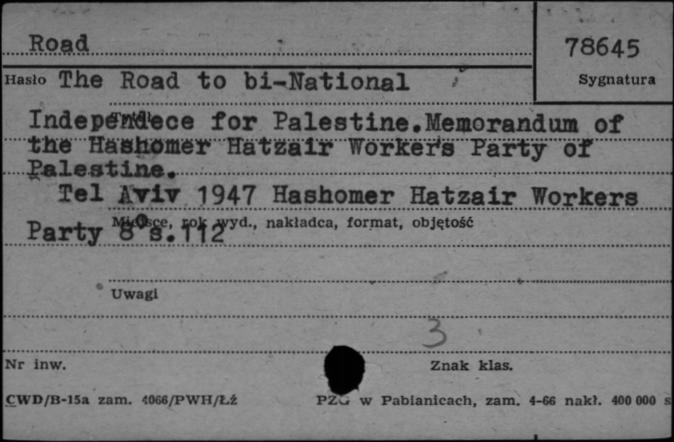 Road
78645
Hasło The Road to bi-National
Sygnatura
Independece for Palestine.Memorandum of
the Hashomer Hatzair Workers Party of
Palestine.
Tel Aviv 1947 Hashomer Hatzair Workers
Miejsce, rok wyd., nakładca, format, objętość
Party 8° s.112
Uwagi
3
Nr inw.
Znak klas.
CWD/B-15a zam. 4066/PWH/Łź
PZG w Pabianicach, zam. 4-66 nakł. 400 000 s